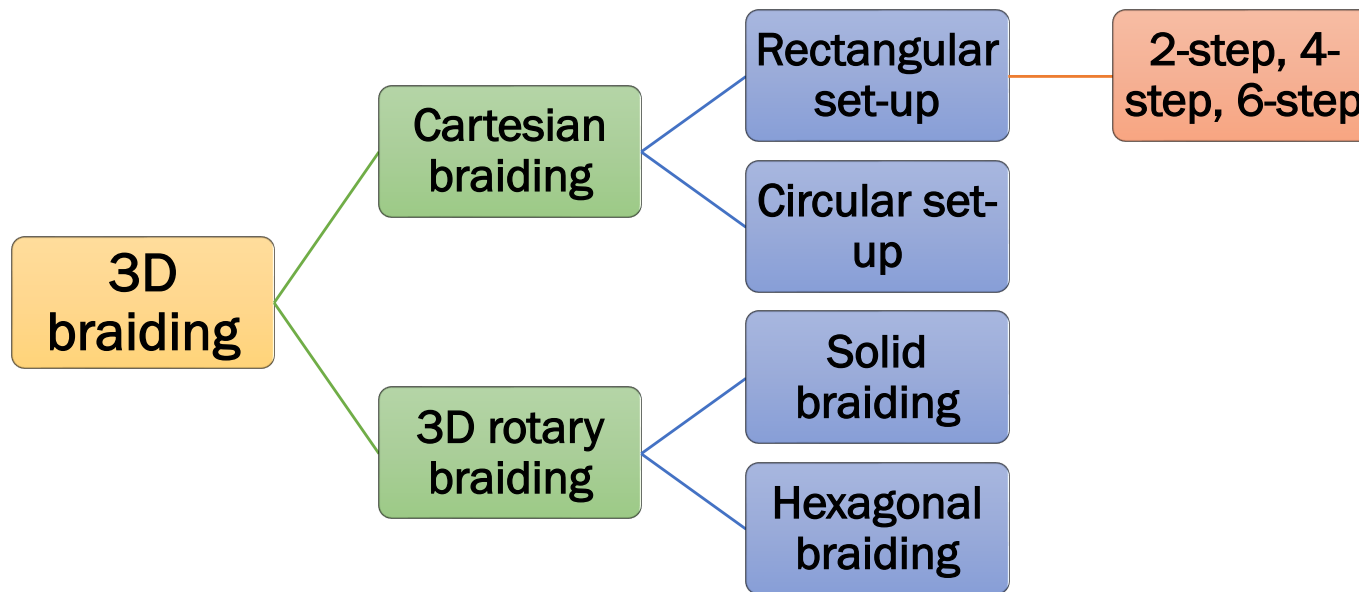 3D
braiding
Cartesian
braiding
Rectangular
set-up
2-step, 4-
step, 6-step
Circular set-
up
3D rotary
braiding
Solid
braiding
Hexagonal
braiding